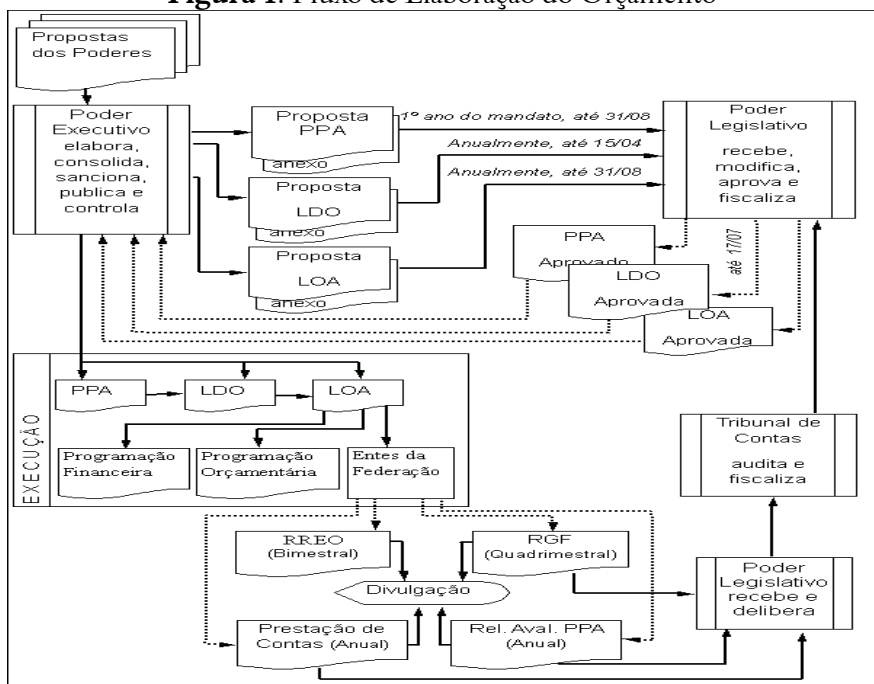 Figura 1. Fluxo de Elaboração do Orçamento
Propostas
dos Poderes
Poder
Executivo
elabora,
consolida,
sanciona,
publica e
controla
Proposta
PPA
anexo
Proposta
LDO
anexo
Proposta
LOA
anexo
1º ano do mandato, até 31/08
Anualmente, até 15/04
Anualmente, até 31/08
Poder
Legislativo
recebe,
modifica,
aprova e
fiscaliza
até 17/07
PPA
Aprovado
LDO
Aprovada
LOA
Aprovada
EXECUÇÃO
PPA
LDO
LOA
Programação
Financeira
Programação
Orçamentária
Entes da
Federação
Tribunal de
Contas
audita e
fiscaliza
RREO
(Bimestral)
RGF
(Quadrimestral)
Divulgação
Prestação de
Contas (Anual)
Rel. Aval. PPA
(Anual)
Poder
Legislativo
recebe e
delibera